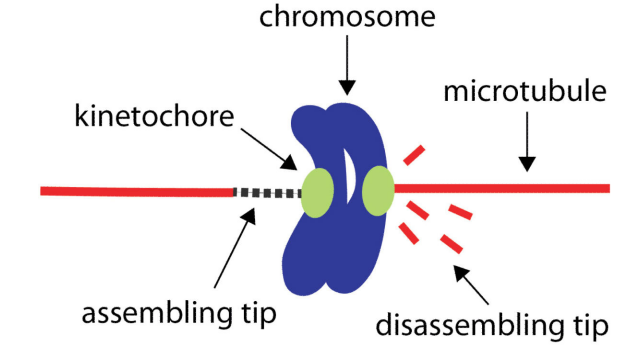 chromosome
microtubule
kinetochore
assembling tip
disassembling tip